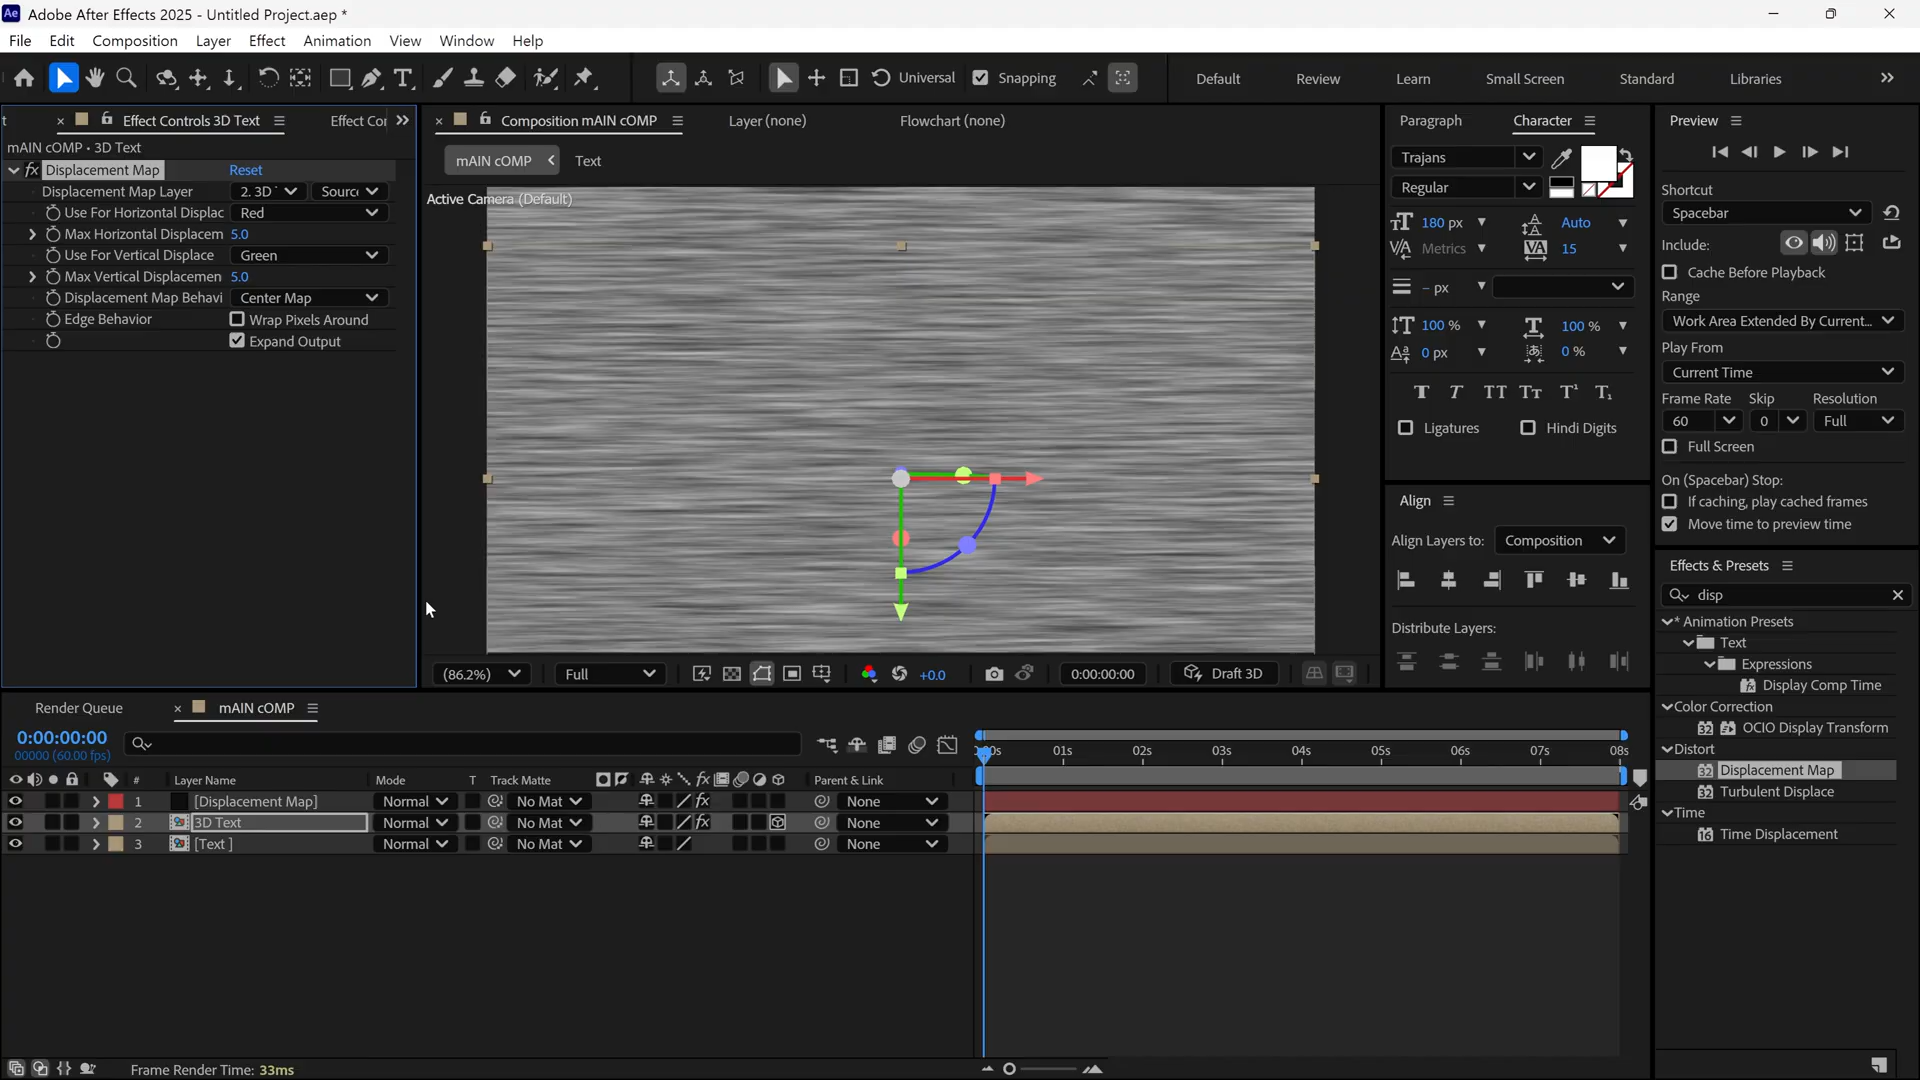 Ae Adobe After Effects 2025 - Untitled Project.aep *
File Edit Composition Layer Effect Animation View Window Help
Universal Snapping Default Review Learn Small Screen Standard Libraries
Effect Controls 3D Text Effect Coı
mAIN cOMP • 3D Text
fx Displacement Map Reset
Displacement Map Layer 2. 3D Source
Use For Horizontal Displac Red
Max Horizontal Displacem 5.0
Use For Vertical Displace Green
Max Vertical Displacemen 5.0
Displacement Map Behavi Center Map
Edge Behavior Wrap Pixels Around
Expand Output
Composition mAIN cOMP Layer (none) Flowchart (none)
mAIN cOMP Text
Active Camera (Default)
(86.2%) Full +0.0 0:00:00:00 Draft 3D
Paragraph Character
Trajans
Regular
180 px Auto
Metrics 15
– px
100 % 100 %
0 px 0 %
Ligatures Hindi Digits
Align
Align Layers to: Composition
Distribute Layers:
Preview
Shortcut
Spacebar
Include:
Cache Before Playback
Range
Work Area Extended By Current...
Play From
Current Time
Frame Rate Skip Resolution
60 0 Full
Full Screen
On (Spacebar) Stop:
If caching, play cached frames
Move time to preview time
Effects & Presets
disp
* Animation Presets
Text
Expressions
Display Comp Time
Color Correction
32 OCIO Display Transform
Distort
32 Displacement Map
32 Turbulent Displace
Time
16 Time Displacement
Render Queue mAIN cOMP
0:00:00:00
00000 (60.00 fps)
# Layer Name Mode T Track Matte fx Parent & Link
1 [Displacement Map] Normal No Mat fx None
2 3D Text Normal No Mat fx None
3 [Text ] Normal No Mat None
01s 02s 03s 04s 05s 06s 07s 08s
Frame Render Time: 33ms